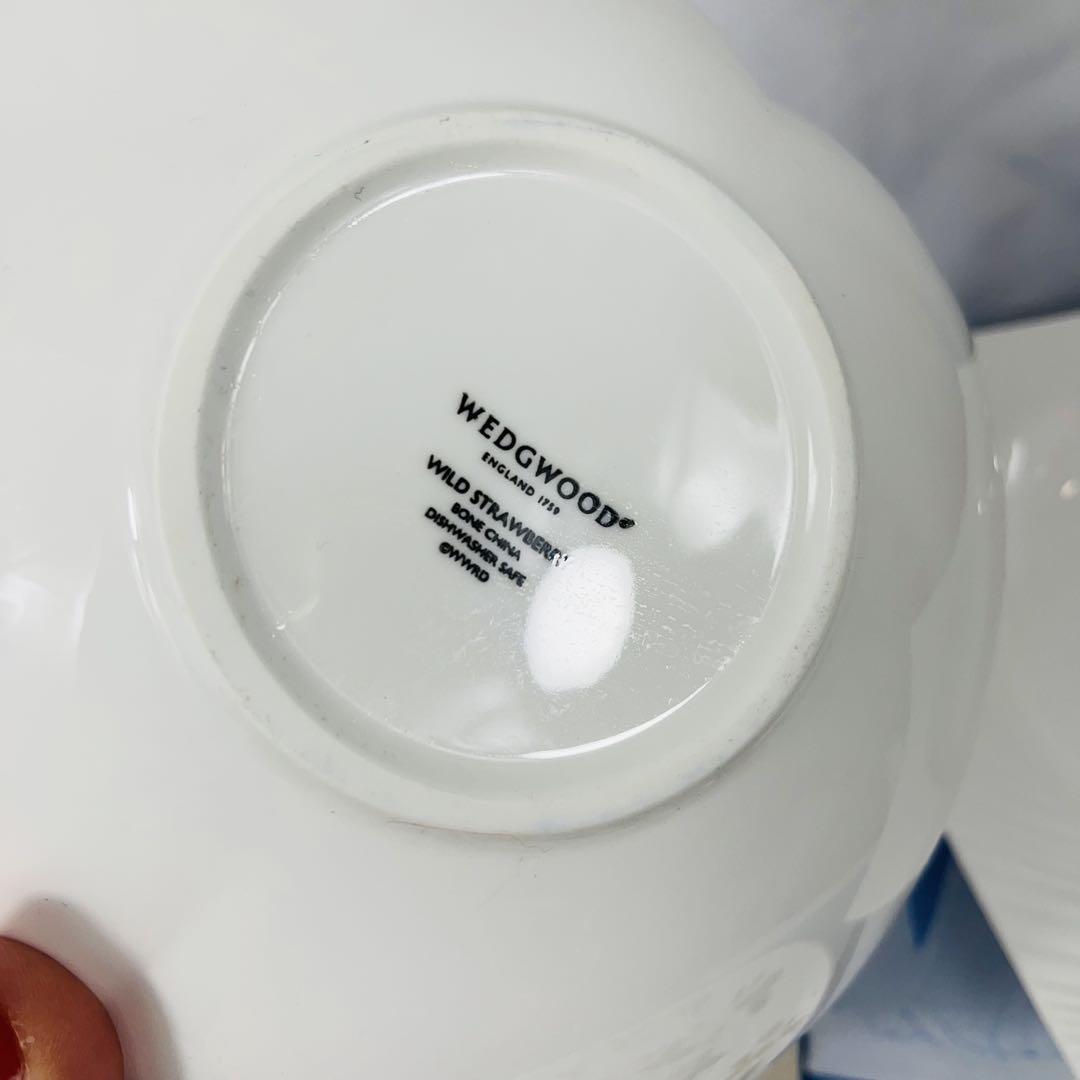 WEDGWOOD®
ENGLAND 1759
WILD STRAWBERRY
BONE CHINA
DISHWASHER SAFE
©WWRD